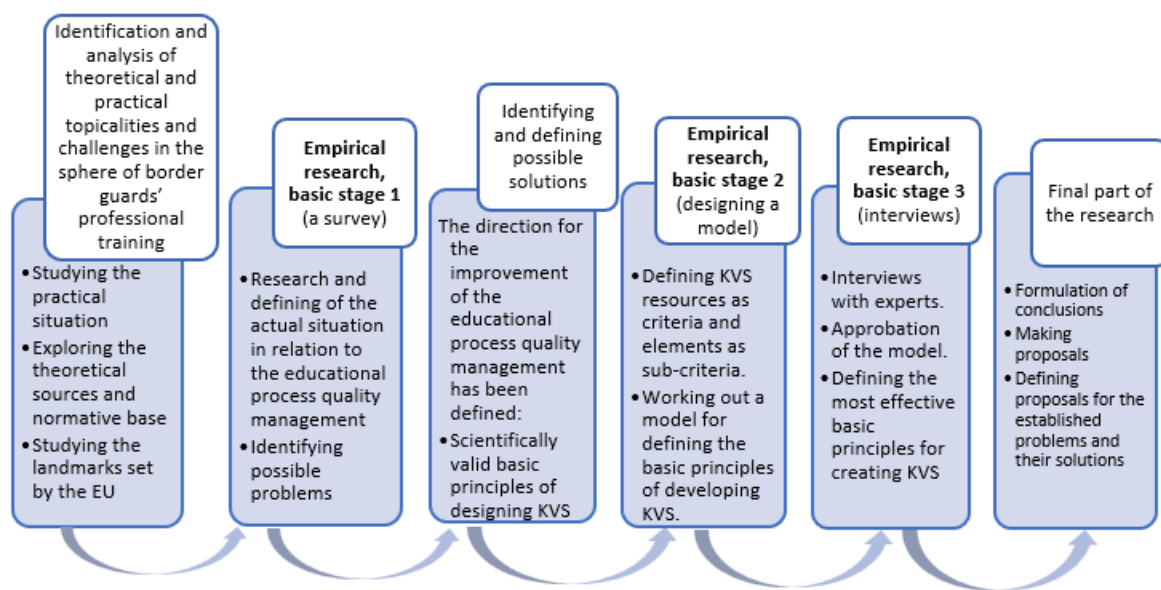 Identification and
analysis of
theoretical and
practical
topicalities and
challenges in the
sphere of border
guards’
professional
training
• Studying the
practical
situation
• Exploring the
theoretical
sources and
normative base
• Studying the
landmarks set
by the EU
Empirical
research,
basic stage 1
(a survey)
• Research and
defining of the
actual situation
in relation to
the educational
process quality
management
• Identifying
possible
problems
Identifying
and defining
possible
solutions
The direction for
the
improvement
of the
educational
process quality
management
has been
defined:
• Scientifically
valid basic
principles of
designing KVS
Empirical
research,
basic stage 2
(designing a
model)
• Defining KVS
resources as
criteria and
elements as
sub-criteria.
• Working out a
model for
defining the
basic principles
of developing
KVS.
Empirical
research,
basic stage 3
(interviews)
• Interviews
with experts.
• Approbation
of the model.
• Defining the
most effective
basic
principles for
creating KVS
Final part of
the research
• Formulation of
conclusions
• Making
proposals
• Defining
proposals for the
established
problems and
their solutions